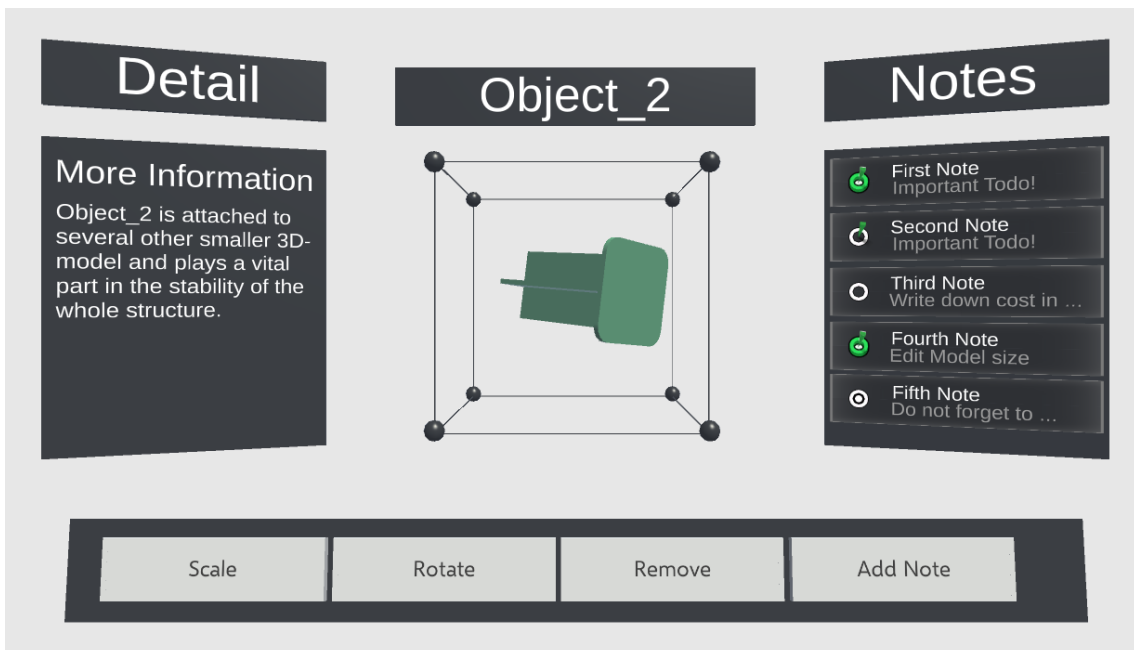 Detail
More Information
Object_2 is attached to
several other smaller 3D-
model and plays a vital
part in the stability of the
whole structure.
Object_2
Notes
First Note
Important Todo!
Second Note
Important Todo!
Third Note
Write down cost in ...
Fourth Note
Edit Model size
Fifth Note
Do not forget to ...
Scale
Rotate
Remove
Add Note